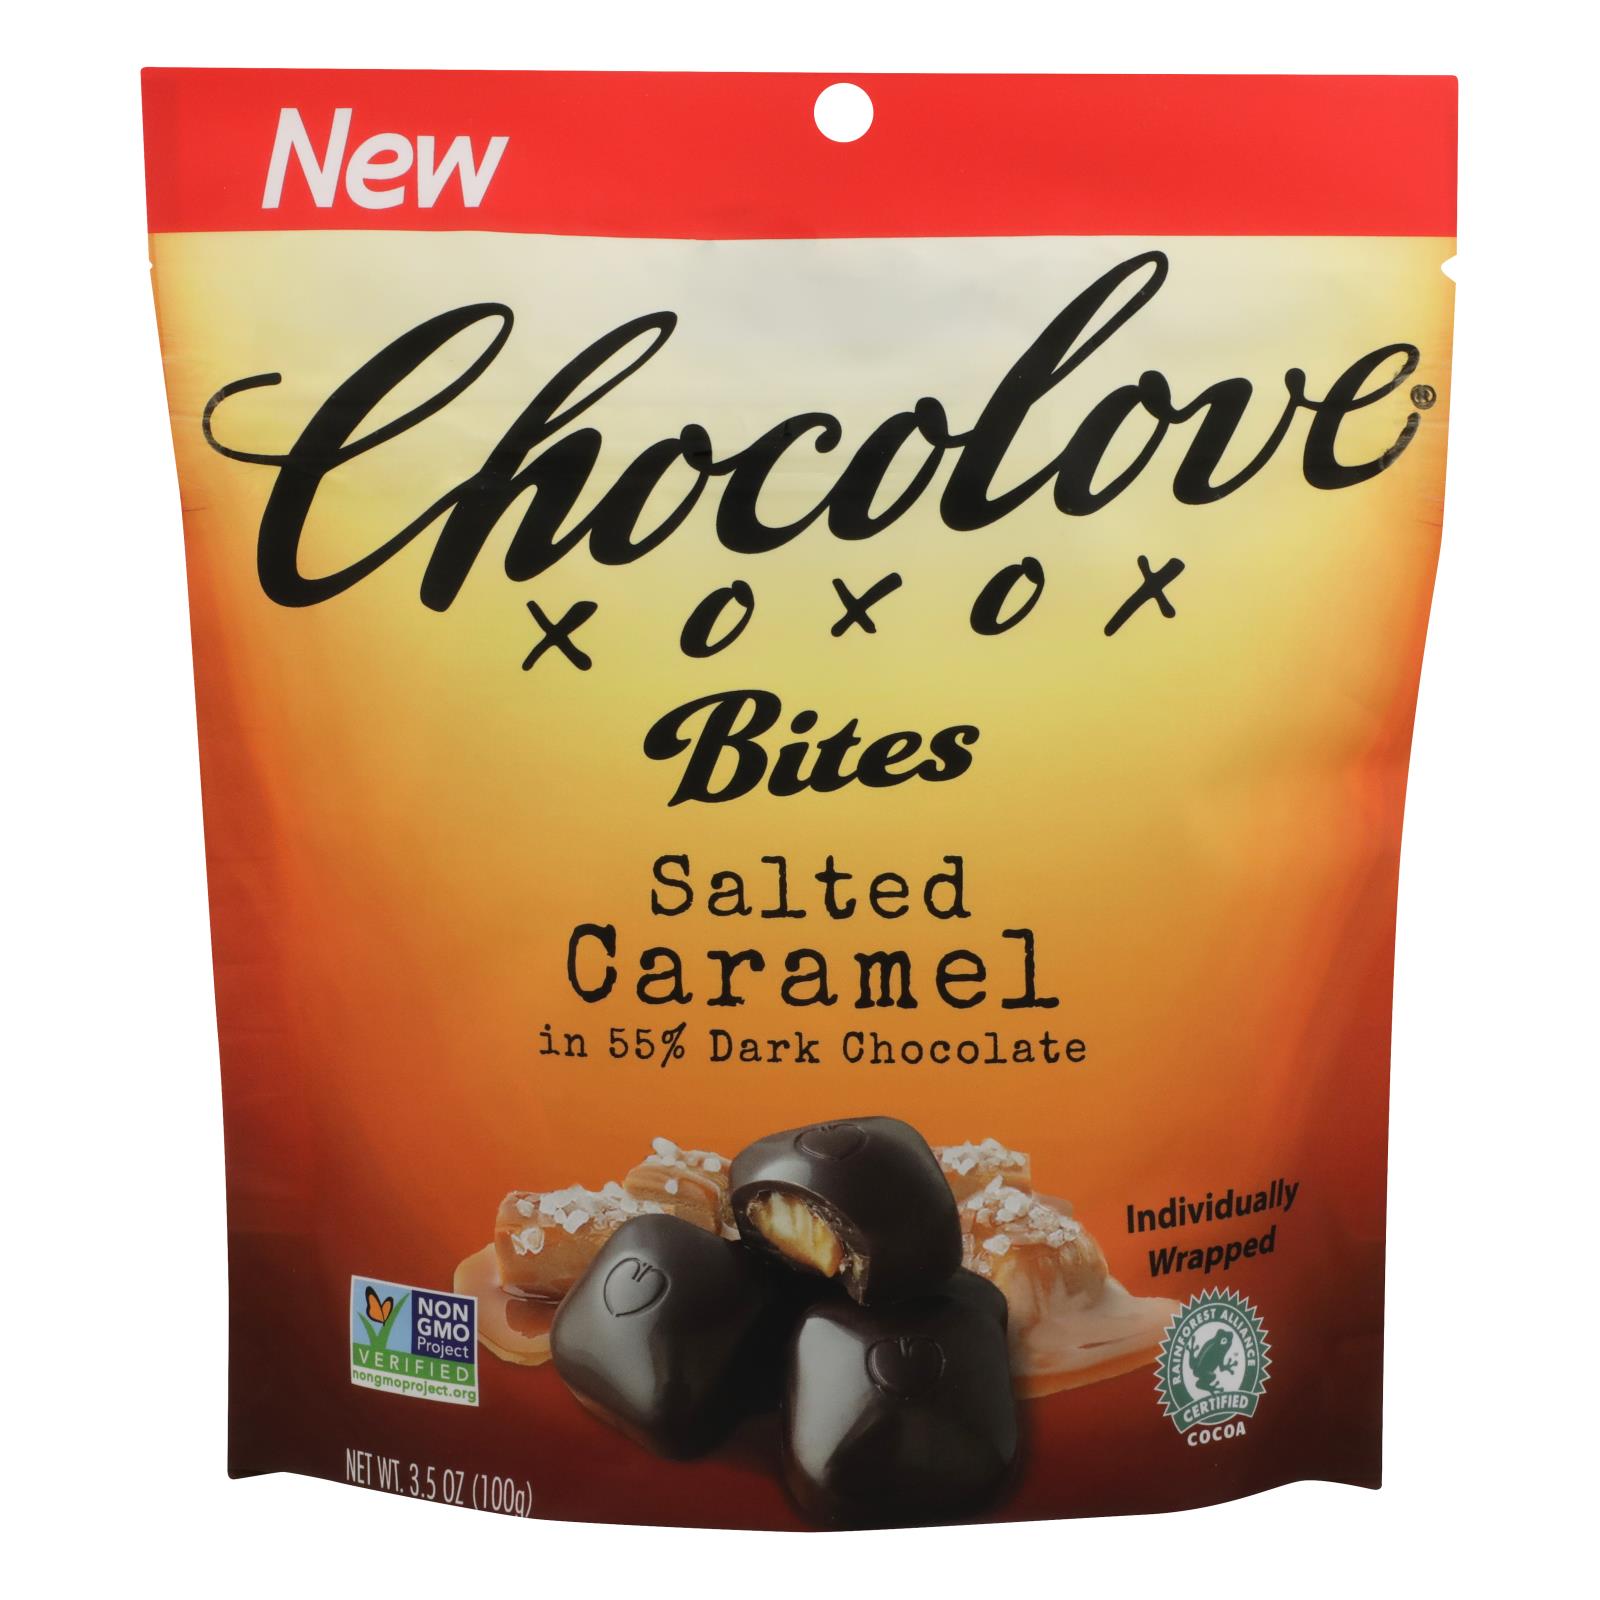 New
Chocolove®
x o x o x
Bites
Salted
Caramel
in 55% Dark Chocolate
Individually
Wrapped
NON
GMO
Project
VERIFIED
nongmoproject.org
RAINFOREST ALLIANCE
CERTIFIED
COCOA
NET WT. 3.5 OZ (100g)